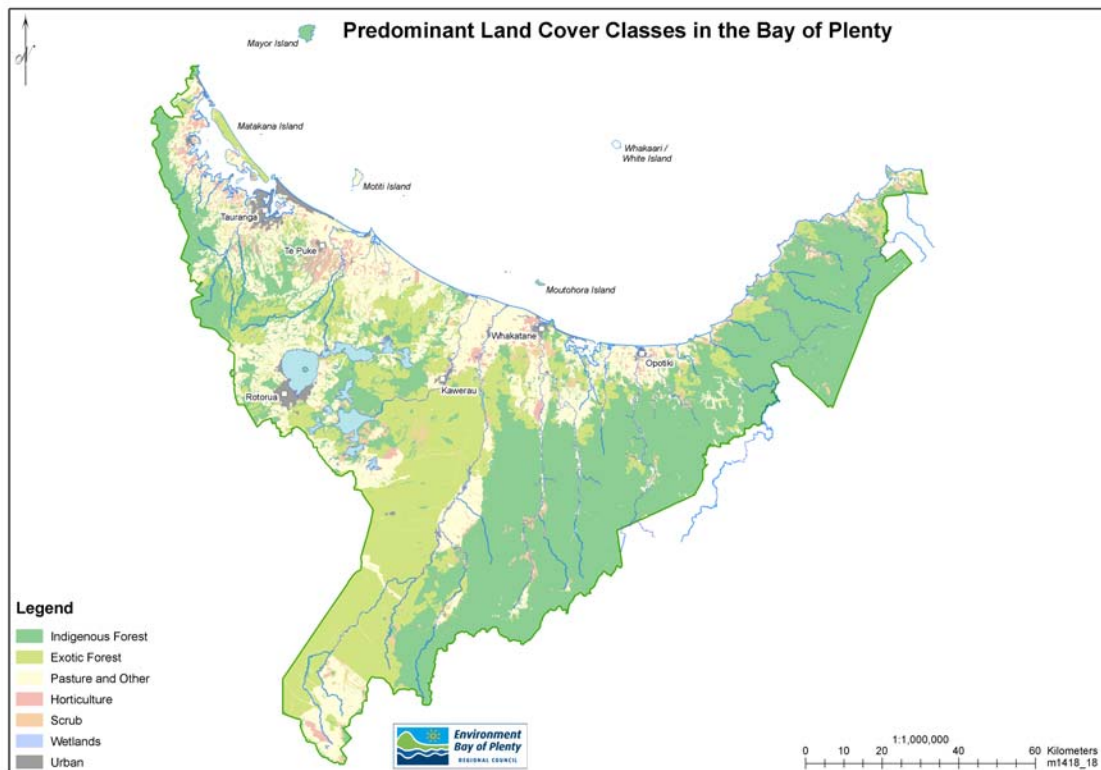 Predominant Land Cover Classes in the Bay of Plenty
N
Mayor Island
Matakana Island
Whakaari /
White Island
Motiti Island
Tauranga
Te Puke
Moutohora Island
Whakatane
Opotiki
Kawerau
Rotorua
Legend
Indigenous Forest
Exotic Forest
Pasture and Other
Horticulture
Scrub
Wetlands
Urban
Environment
Bay of Plenty
REGIONAL COUNCIL
1:1,000,000
0 10 20 40 60 Kilometers
m1418_18